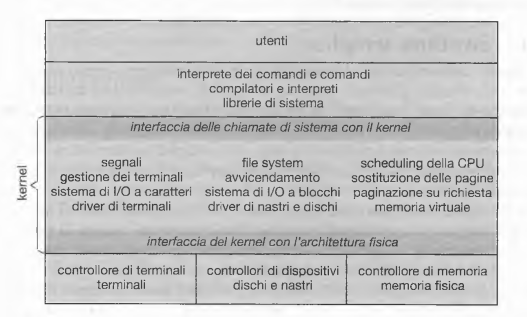 utenti
interprete dei comandi e comandi
compilatori e interpreti
librerie di sistema
interfaccia delle chiamate di sistema con il kernel
kernel
segnali
gestione dei terminali
sistema di I/O a caratteri
driver di terminali
file system
avvicendamento
sistema di I/O a blocchi
driver di nastri e dischi
scheduling della CPU
sostituzione delle pagine
paginazione su richiesta
memoria virtuale
interfaccia del kernel con l'architettura fisica
controllore di terminali
terminali
controllori di dispositivi
dischi e nastri
controllore di memoria
memoria fisica